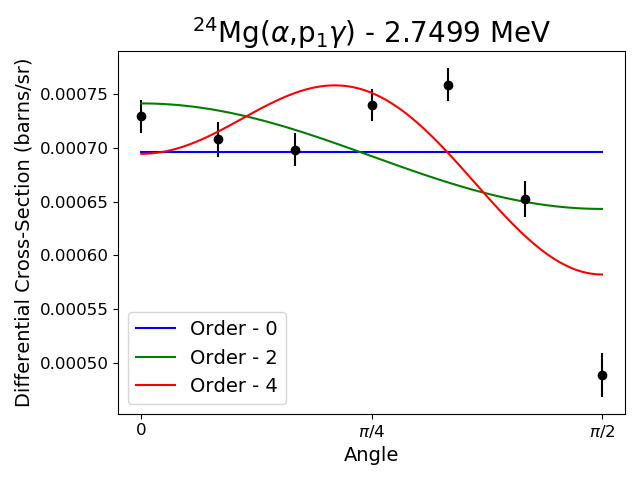 ²⁴Mg(α,p₁γ) - 2.7499 MeV
Differential Cross-Section (barns/sr)
0.00075
0.00070
0.00065
0.00060
0.00055
0.00050
Order - 0
Order - 2
Order - 4
0 π/4 π/2
Angle